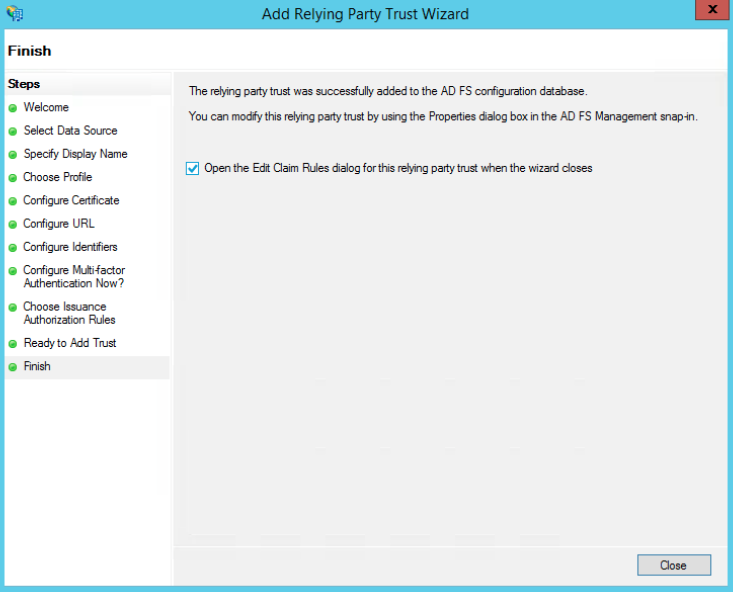 Add Relying Party Trust Wizard
x
Finish
Steps
Welcome
Select Data Source
Specify Display Name
Choose Profile
Configure Certificate
Configure URL
Configure Identifiers
Configure Multi-factor
Authentication Now?
Choose Issuance
Authorization Rules
Ready to Add Trust
Finish
The relying party trust was successfully added to the AD FS configuration database.
You can modify this relying party trust by using the Properties dialog box in the AD FS Management snap-in.
Open the Edit Claim Rules dialog for this relying party trust when the wizard closes
Close